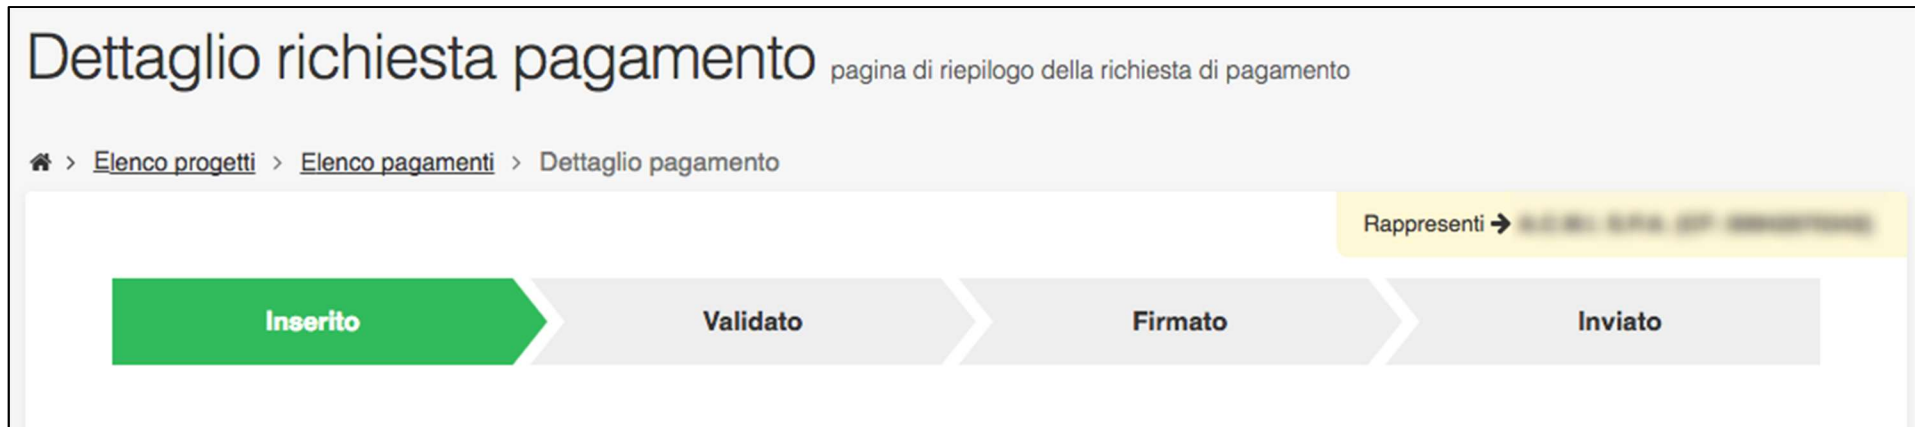 Dettaglio richiesta pagamento pagina di riepilogo della richiesta di pagamento
> Elenco progetti > Elenco pagamenti > Dettaglio pagamento
Rappresenti →
Inserito Validato Firmato Inviato